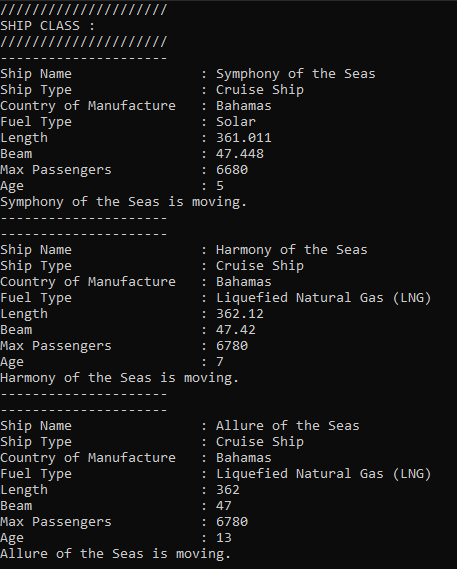 /////////////////////
SHIP CLASS :
/////////////////////
---------------------
Ship Name                : Symphony of the Seas
Ship Type                : Cruise Ship
Country of Manufacture   : Bahamas
Fuel Type                : Solar
Length                   : 361.011
Beam                     : 47.448
Max Passengers           : 6680
Age                      : 5
Symphony of the Seas is moving.
---------------------
---------------------
Ship Name                : Harmony of the Seas
Ship Type                : Cruise Ship
Country of Manufacture   : Bahamas
Fuel Type                : Liquefied Natural Gas (LNG)
Length                   : 362.12
Beam                     : 47.42
Max Passengers           : 6780
Age                      : 7
Harmony of the Seas is moving.
---------------------
---------------------
Ship Name                : Allure of the Seas
Ship Type                : Cruise Ship
Country of Manufacture   : Bahamas
Fuel Type                : Liquefied Natural Gas (LNG)
Length                   : 362
Beam                     : 47
Max Passengers           : 6780
Age                      : 13
Allure of the Seas is moving.